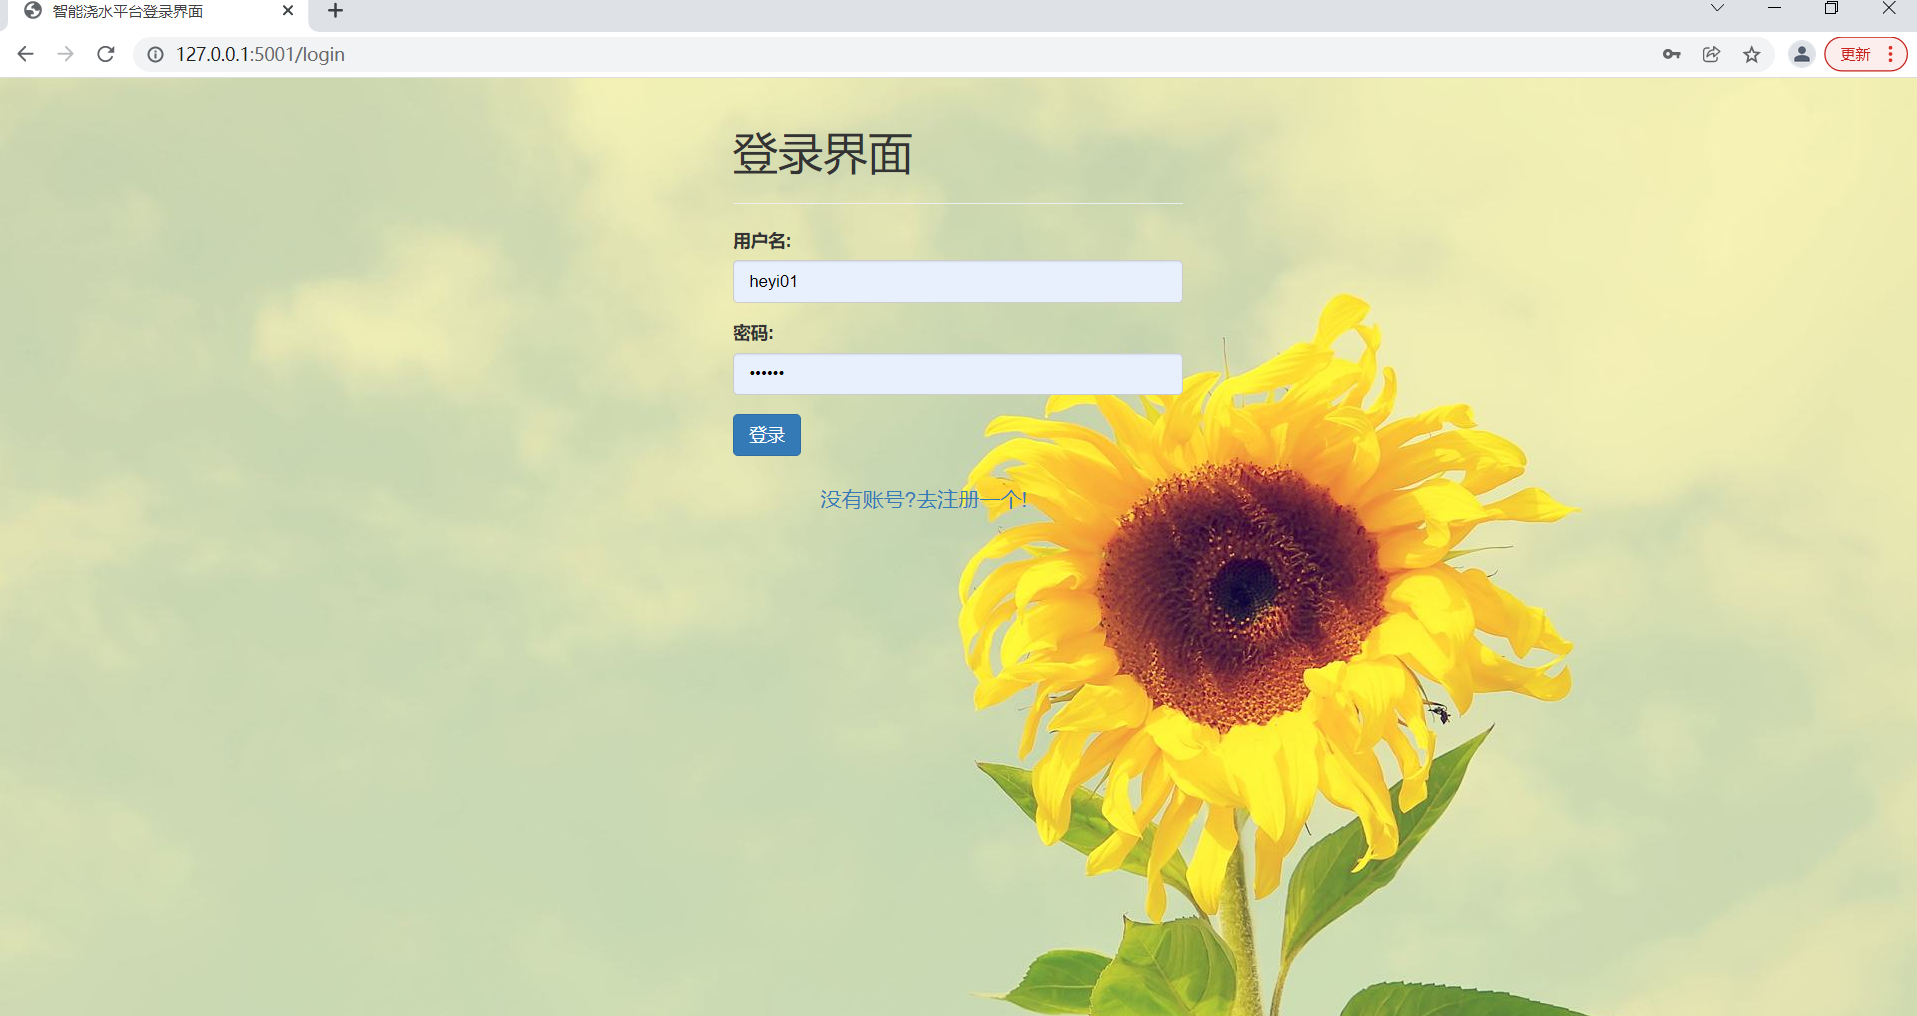 智能浇水平台登录界面
127.0.0.1:5001/login
更新
登录界面
用户名:
heyi01
密码:
••••••
登录
没有账号?去注册一个!